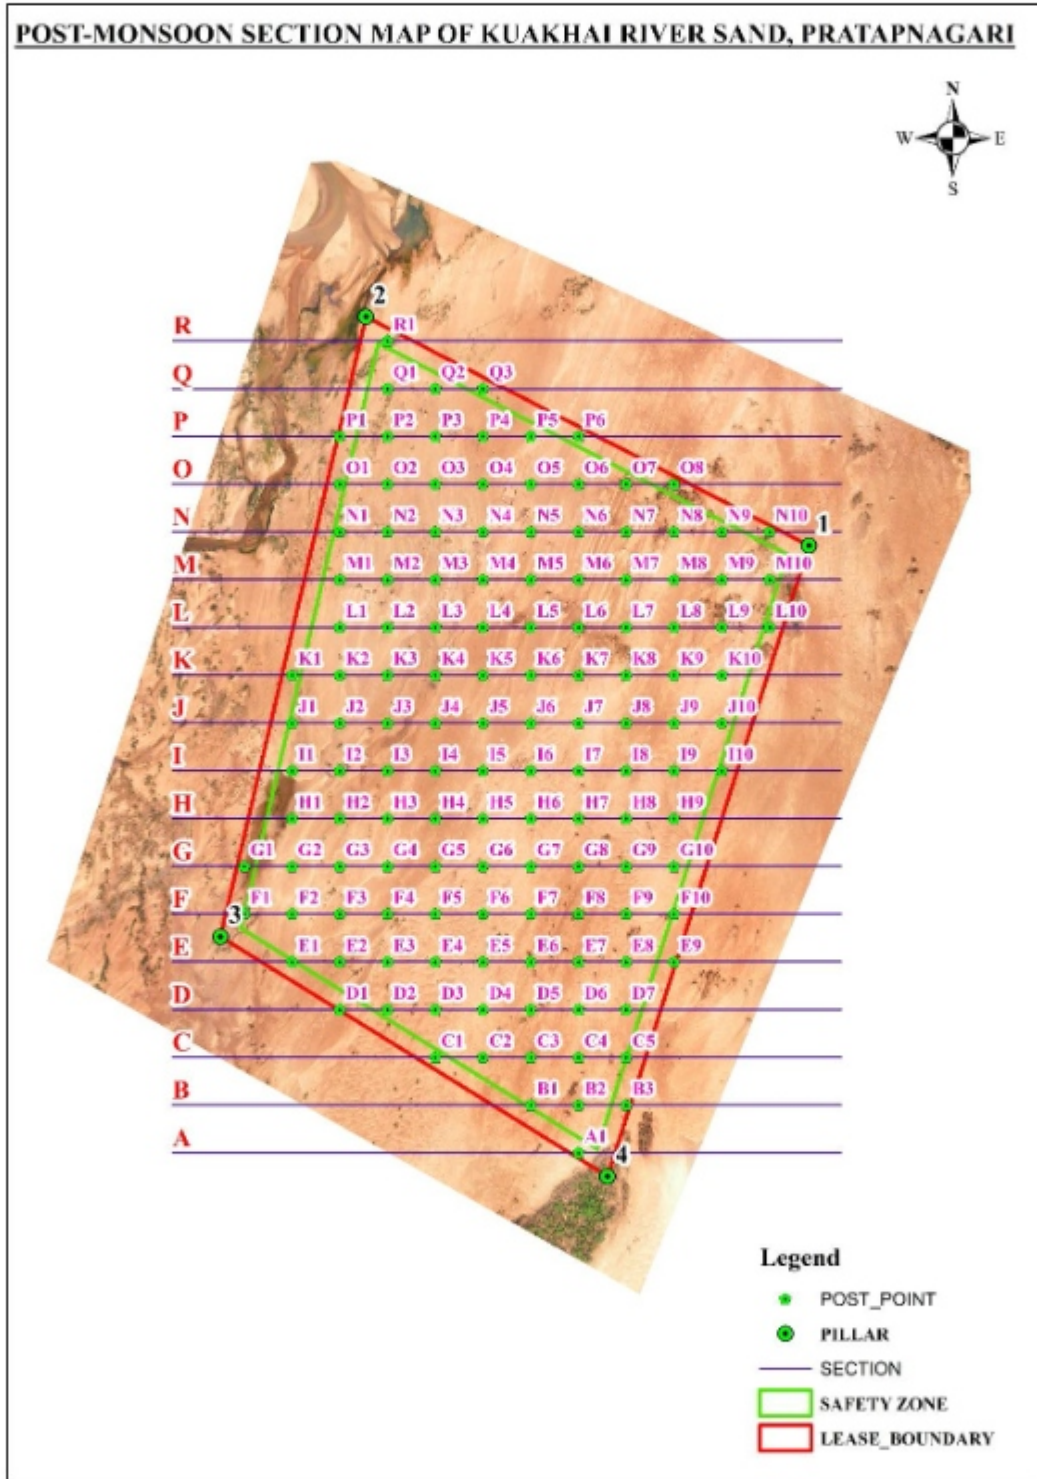 POST-MONSOON SECTION MAP OF KUAKHAI RIVER SAND, PRATAPNAGARI
N
W E
S
2
R R1
Q Q1 Q2 Q3
P P1 P2 P3 P4 P5 P6
O O1 O2 O3 O4 O5 O6 O7 O8
N N1 N2 N3 N4 N5 N6 N7 N8 N9 N10 1
M M1 M2 M3 M4 M5 M6 M7 M8 M9 M10
L L1 L2 L3 L4 L5 L6 L7 L8 L9 L10
K K1 K2 K3 K4 K5 K6 K7 K8 K9 K10
J J1 J2 J3 J4 J5 J6 J7 J8 J9 J10
I I1 I2 I3 I4 I5 I6 I7 I8 I9 I10
H H1 H2 H3 H4 H5 H6 H7 H8 H9
G G1 G2 G3 G4 G5 G6 G7 G8 G9 G10
F F1 F2 F3 F4 F5 F6 F7 F8 F9 F10
3
E E1 E2 E3 E4 E5 E6 E7 E8 E9
D D1 D2 D3 D4 D5 D6 D7
C C1 C2 C3 C4 C5
B B1 B2 B3
A A1
4
Legend
POST_POINT
PILLAR
SECTION
SAFETY ZONE
LEASE_BOUNDARY